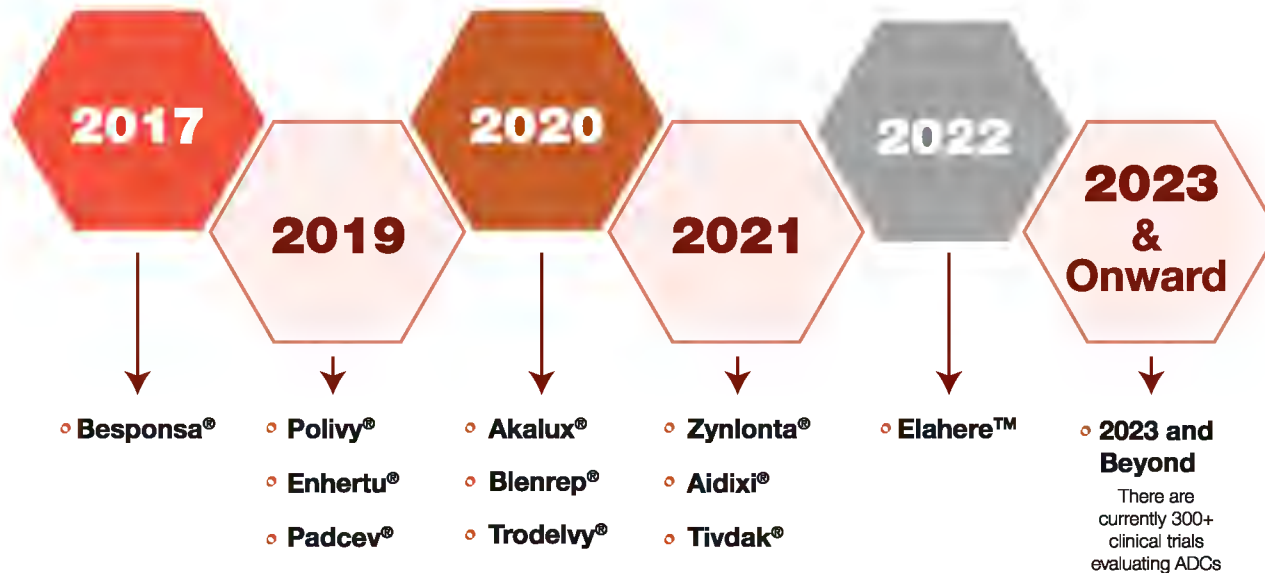 2017
2019
2020
2021
2022
2023
&
Onward
Besponsa®
Polivy®
Enhertu®
Padcev®
Akalux®
Blenrep®
Trodelvy®
Zynlonta®
Aidixi®
Tivdak®
Elahere™
2023 and
Beyond
There are
currently 300+
clinical trials
evaluating ADCs